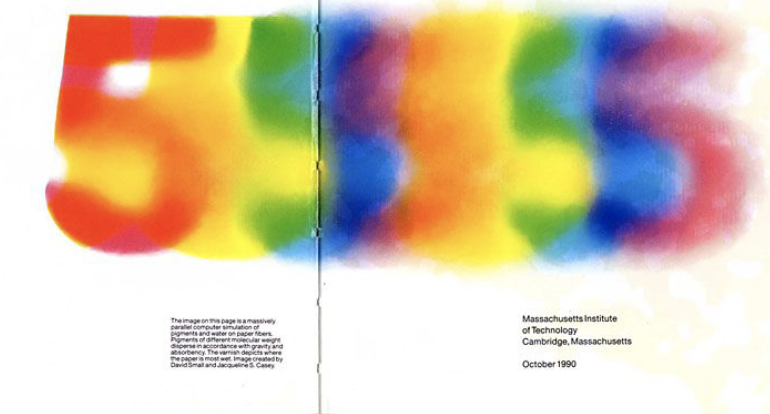 5
The image on this page is a massively
parallel computer simulation of
pigments and water on paper fibers.
Pigments of different molecular weight
disperse in accordance with gravity and
absorbency. The varnish depicts where
the paper is most wet. Image created by
David Small and Jacqueline S. Casey.
Massachusetts Institute
of Technology
Cambridge, Massachusetts
October 1990